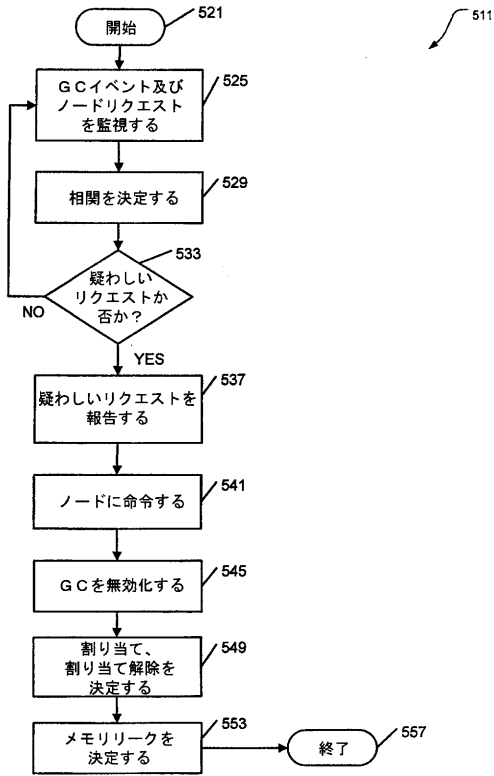 開始
521
511
GCイベント及び
ノードリクエスト
を監視する
525
相関を決定する
529
533
疑わしい
リクエストか
否か?
NO
YES
疑わしいリクエストを
報告する
537
ノードに命令する
541
GCを無効化する
545
割り当て、
割り当て解除を
決定する
549
メモリリークを
決定する
553
終了
557